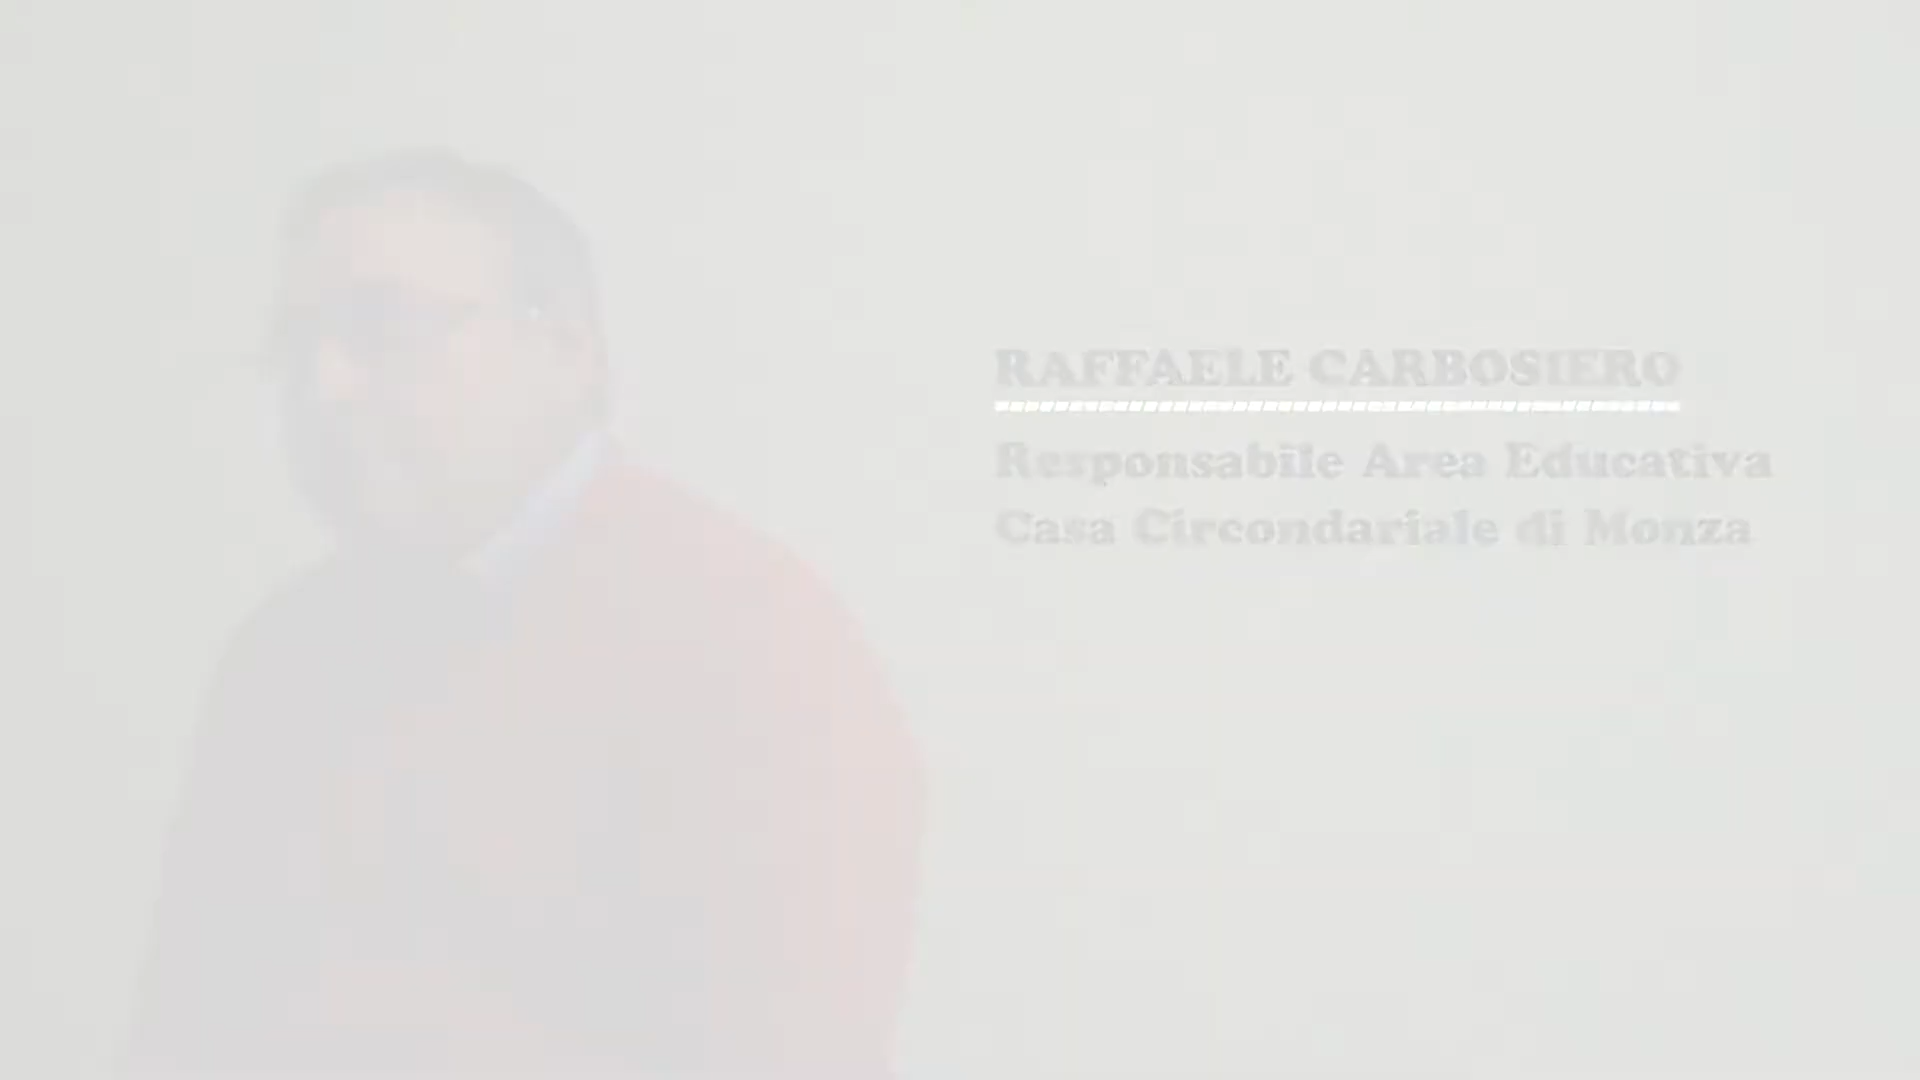 RAFFAELE CARBOSIERO
Responsabile Area Educativa
Casa Circondariale di Monza